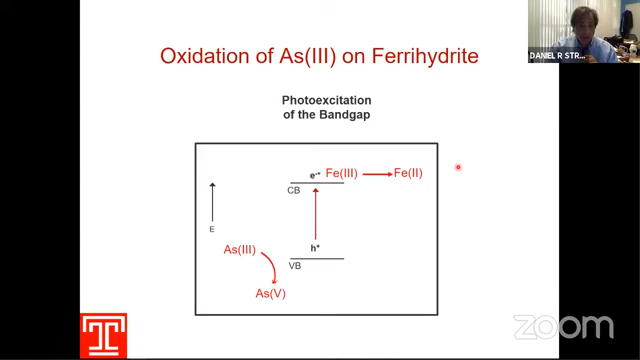 DANIEL R STR...
Oxidation of As(III) on Ferrihydrite
Photoexcitation
of the Bandgap
e-* Fe(III) Fe(II)
CB
E
As(III)
h+
VB
As(V)
zoom